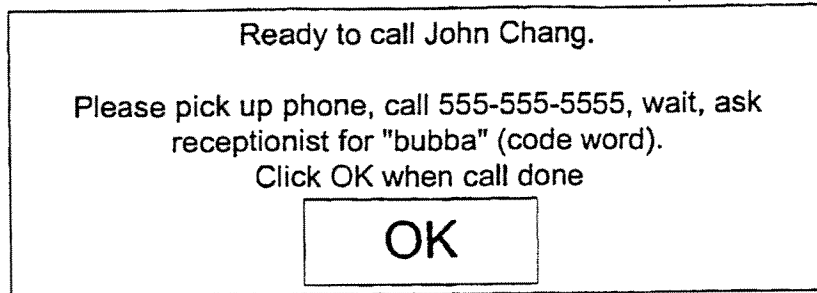 Ready to call John Chang.
Please pick up phone, call 555-555-5555, wait, ask
receptionist for "bubba" (code word).
Click OK when call done
OK